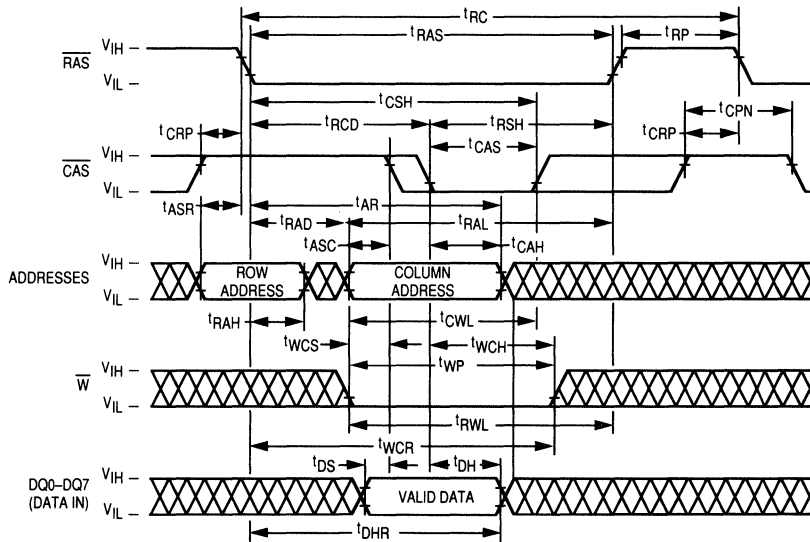 tRC
tRAS
tRP
RAS
VIH –
VIL –
tCSH
tCPN
tRCD
tRSH
tCRP
tCRP
tCAS
CAS
VIH –
VIL –
tASR
tAR
tRAD
tRAL
tASC
tCAH
ADDRESSES
VIH –
VIL –
ROW ADDRESS
COLUMN ADDRESS
tRAH
tCWL
tWCS
tWCH
tWP
W
VIH –
VIL –
tRWL
tWCR
tDS
tDH
DQ0–DQ7
(DATA IN)
VIH –
VIL –
VALID DATA
tDHR